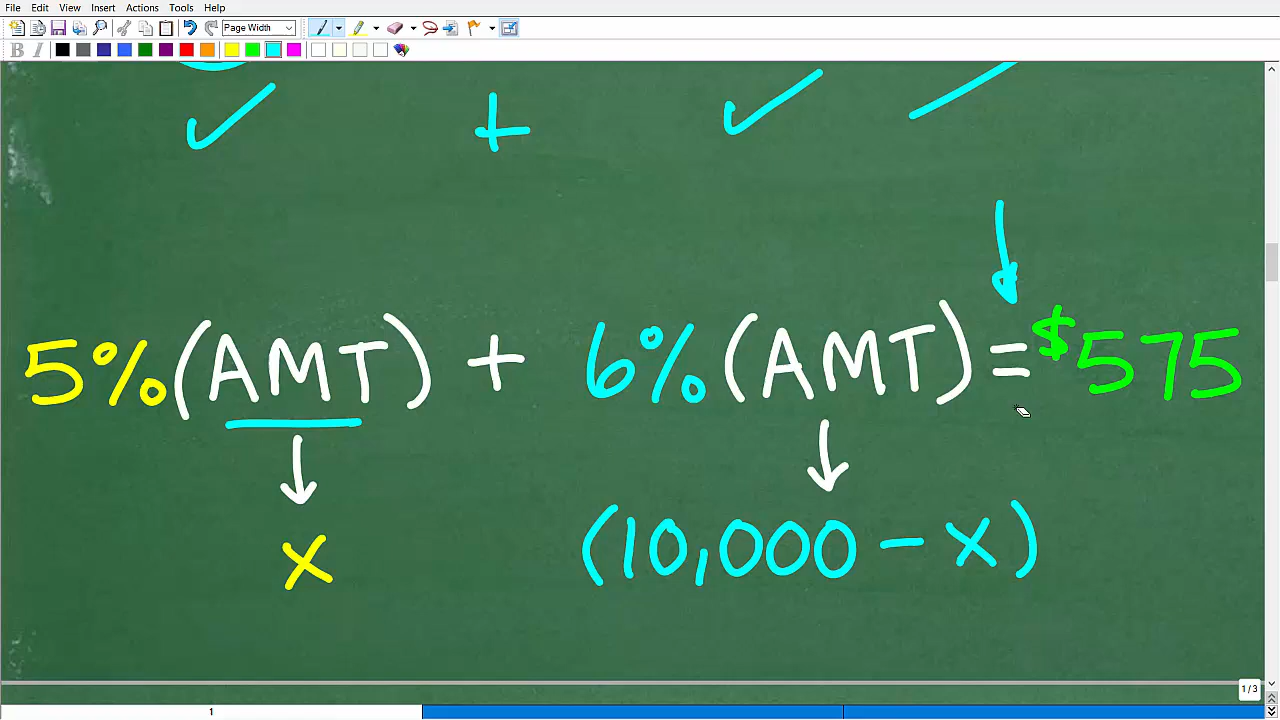 File Edit View Insert Actions Tools Help
Page Width
B I
+
5%(AMT) + 6%(AMT) = $575
x (10,000 - x)
1 / 3
1